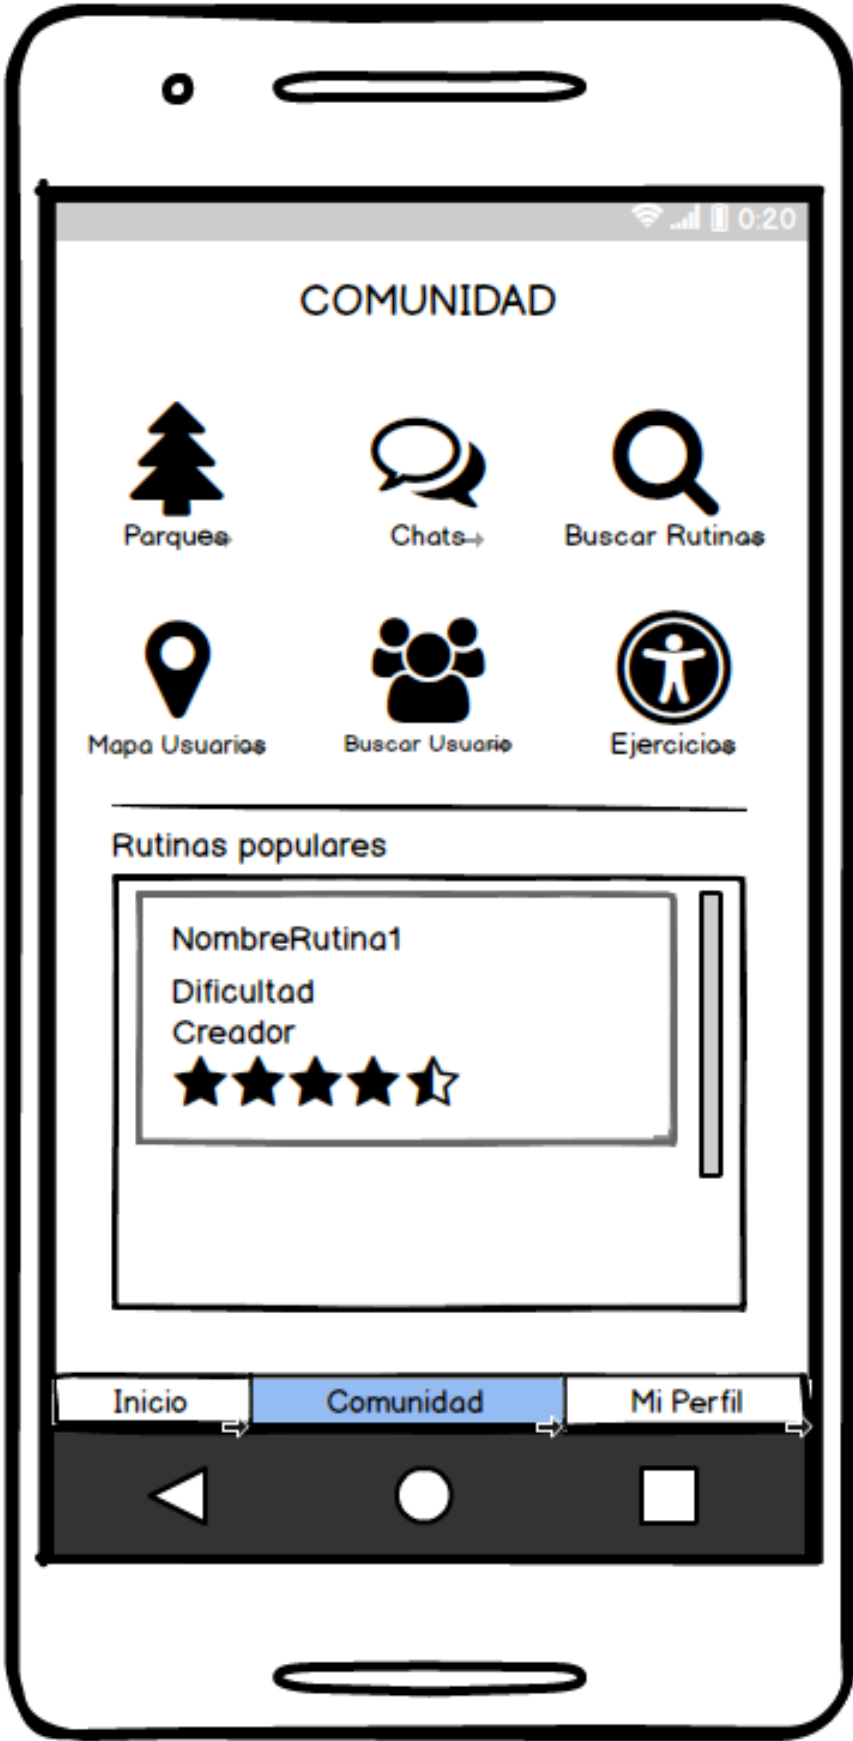 0:20
COMUNIDAD
Parques
Chats
Buscar Rutinas
Mapa Usuarios
Buscar Usuario
Ejercicios
Rutinas populares
NombreRutina1
Dificultad
Creador
Inicio
Comunidad
Mi Perfil